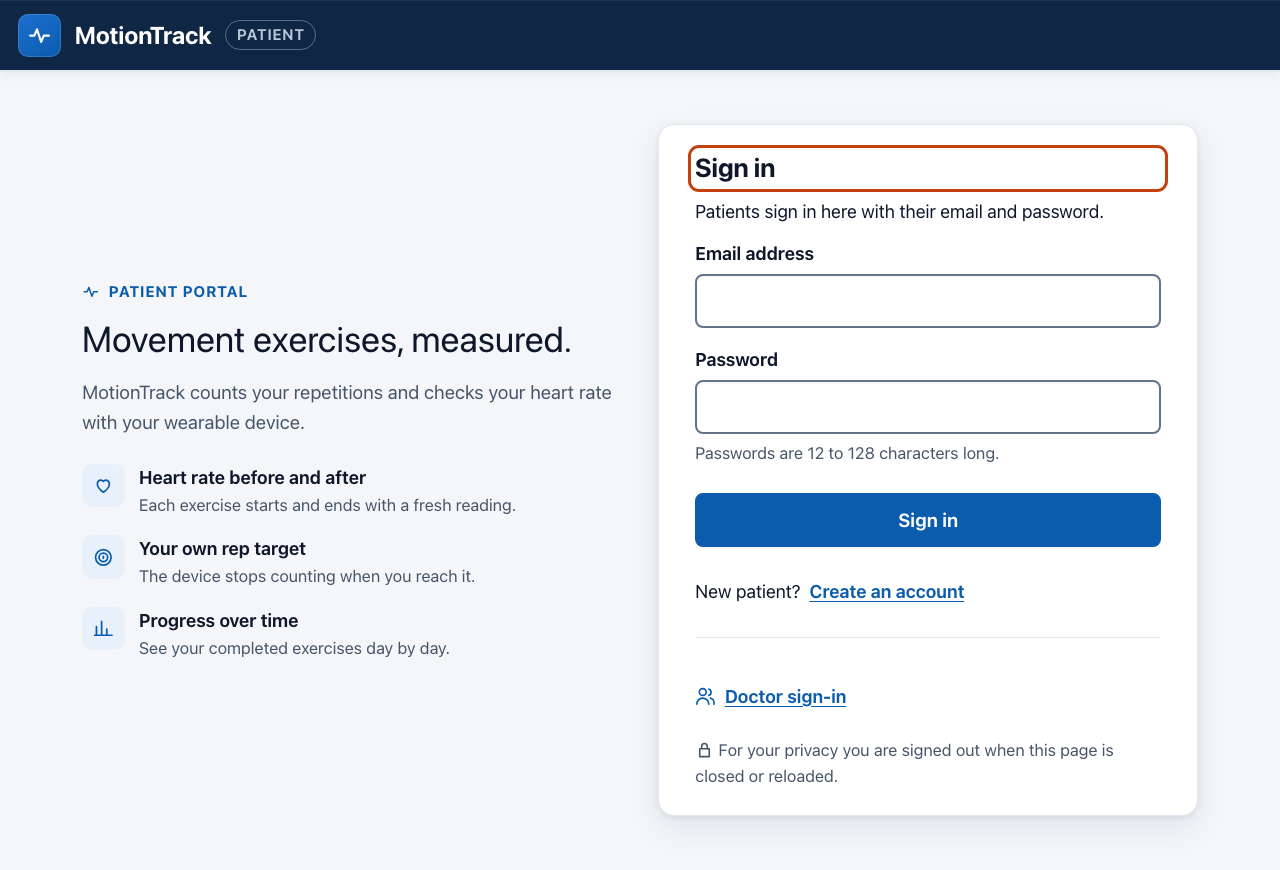 MotionTrack PATIENT
PATIENT PORTAL
Movement exercises, measured.
MotionTrack counts your repetitions and checks your heart rate
with your wearable device.
Heart rate before and after
Each exercise starts and ends with a fresh reading.
Your own rep target
The device stops counting when you reach it.
Progress over time
See your completed exercises day by day.
Sign in
Patients sign in here with their email and password.
Email address
Password
Passwords are 12 to 128 characters long.
Sign in
New patient? Create an account
Doctor sign-in
For your privacy you are signed out when this page is
closed or reloaded.